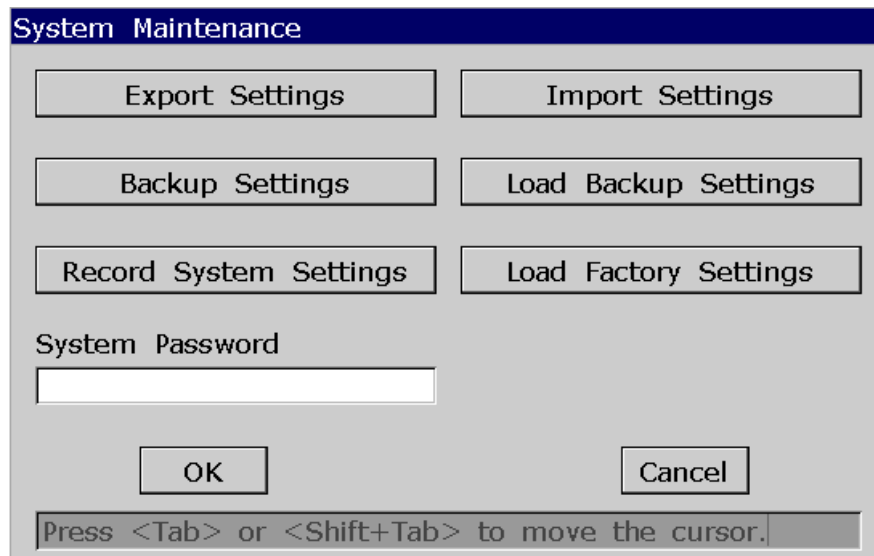 System Maintenance
Export Settings
Import Settings
Backup Settings
Load Backup Settings
Record System Settings
Load Factory Settings
System Password
OK
Cancel
Press <Tab> or <Shift+Tab> to move the cursor.